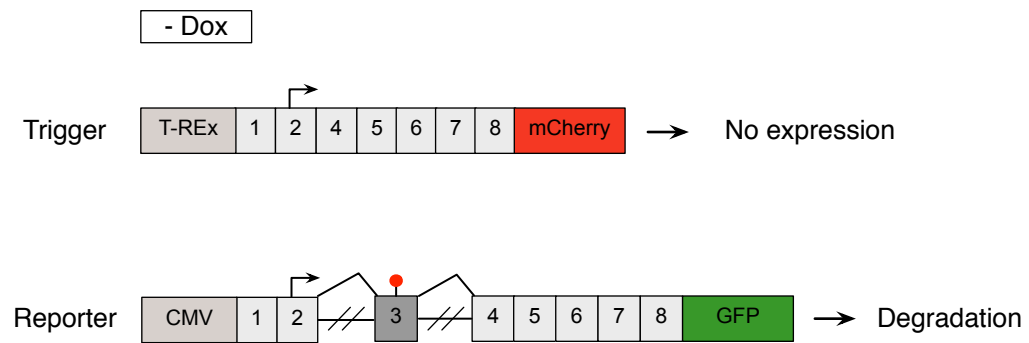 - Dox
Trigger T-REx 1 2 4 5 6 7 8 mCherry No expression
Reporter CMV 1 2 3 4 5 6 7 8 GFP Degradation